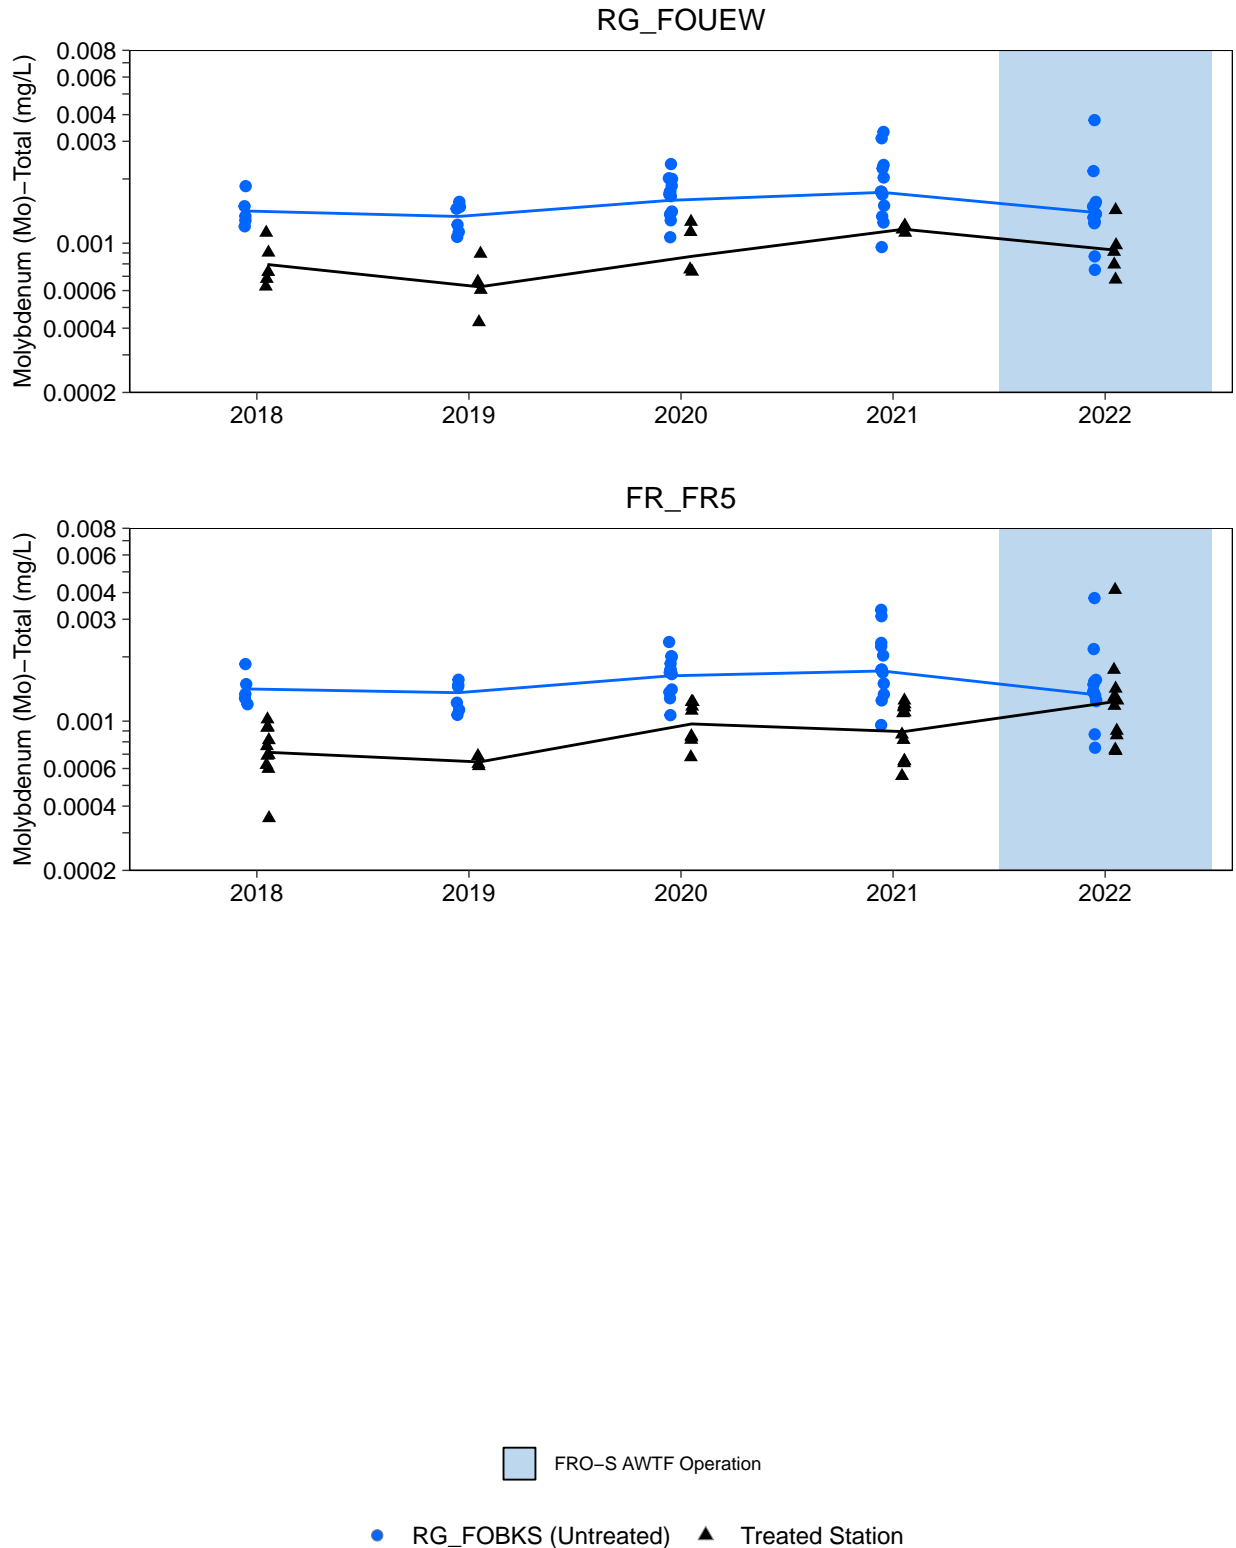 RG_FOUEW
Molybdenum (Mo)−Total (mg/L)
0.008
0.006
0.004
0.003
0.001
0.0006
0.0004
0.0002
2018 2019 2020 2021 2022
FR_FR5
Molybdenum (Mo)−Total (mg/L)
0.008
0.006
0.004
0.003
0.001
0.0006
0.0004
0.0002
2018 2019 2020 2021 2022
FRO−S AWTF Operation
RG_FOBKS (Untreated) Treated Station